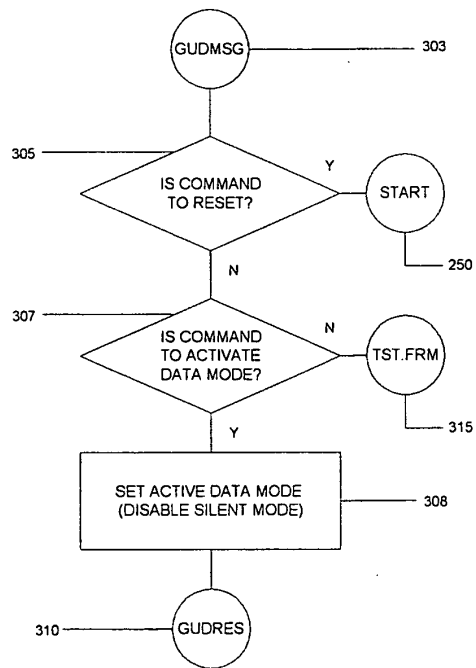 GUDMSG
303
305
IS COMMAND
TO RESET?
Y
START
250
N
307
IS COMMAND
TO ACTIVATE
DATA MODE?
N
TST.FRM
315
Y
SET ACTIVE DATA MODE
(DISABLE SILENT MODE)
308
310
GUDRES